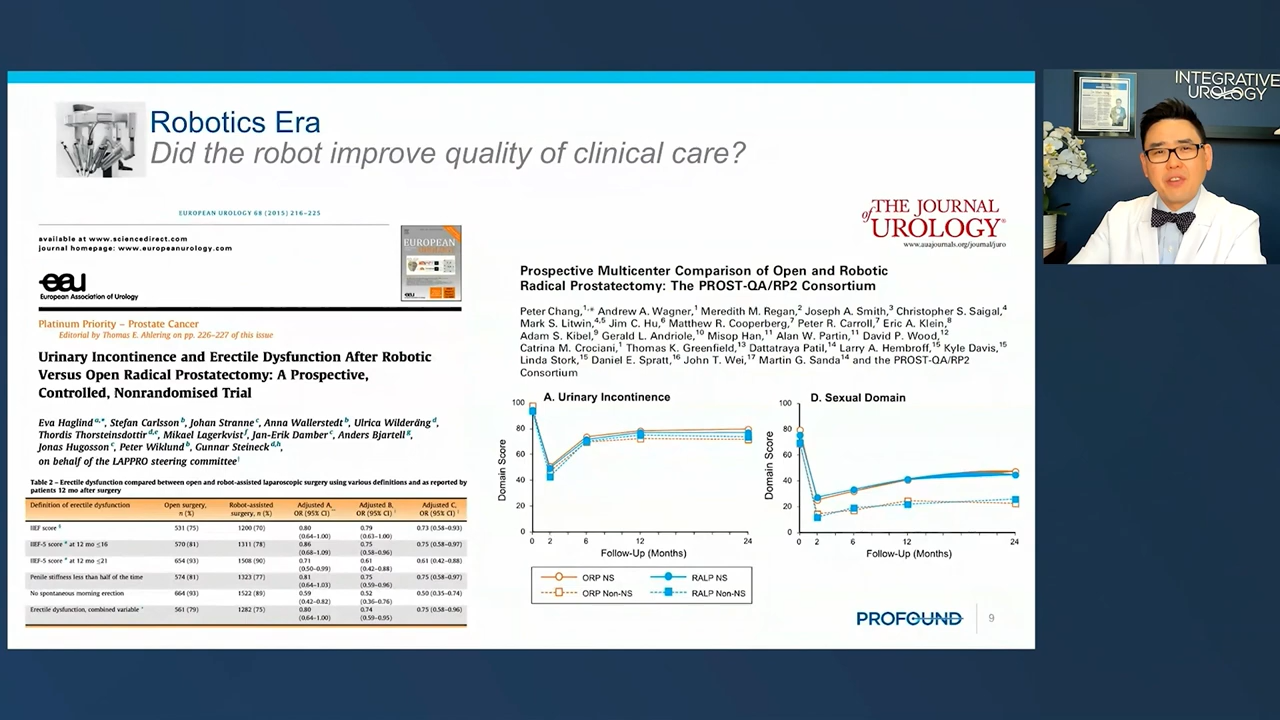 Robotics Era
Did the robot improve quality of clinical care?
EUROPEAN UROLOGY 68 (2015) 216–225
available at www.sciencedirect.com
journal homepage: www.europeanurology.com
EUROPEAN
eau
European Association of Urology
Platinum Priority – Prostate Cancer
Editorial by Thomas E. Ahlering on pp. 226–227 of this issue
Urinary Incontinence and Erectile Dysfunction After Robotic
Versus Open Radical Prostatectomy: A Prospective,
Controlled, Nonrandomised Trial
Eva Haglind a,*, Stefan Carlsson b, Johan Stranne c, Anna Wallerstedt b, Ulrica Wilderäng d,
Thordis Thorsteinsdottir d,e, Mikael Lagerkvist f, Jan-Erik Damber c, Anders Bjartell g,
Jonas Hugosson c, Peter Wiklund b, Gunnar Steineck d,h,
on behalf of the LAPPRO steering committee
Table 2 – Erectile dysfunction compared between open and robot-assisted laparoscopic surgery using various definitions and as reported by
patients 12 mo after surgery
Definition of erectile dysfunction Open surgery, n (%) Robot-assisted surgery, n (%) Adjusted A, OR (95% CI) Adjusted B, OR (95% CI) Adjusted C, OR (95% CI)
IIEF score 531 (75) 1200 (70) 0.80 (0.64–1.00) 0.79 (0.63–1.00) 0.73 (0.58–0.93)
IIEF-5 score at 12 mo ≤16 570 (81) 1311 (78) 0.86 (0.68–1.09) 0.75 (0.58–0.96) 0.75 (0.58–0.97)
IIEF-5 score at 12 mo ≤21 654 (93) 1508 (90) 0.71 (0.50–0.99) 0.61 (0.42–0.88) 0.61 (0.42–0.88)
Penile stiffness less than half of the time 574 (81) 1323 (77) 0.81 (0.64–1.03) 0.75 (0.59–0.96) 0.75 (0.58–0.97)
No spontaneous morning erection 664 (93) 1522 (89) 0.59 (0.42–0.82) 0.52 (0.36–0.76) 0.50 (0.35–0.74)
Erectile dysfunction, combined variable 561 (79) 1282 (75) 0.80 (0.64–1.00) 0.74 (0.59–0.95) 0.75 (0.58–0.96)
THE JOURNAL
of UROLOGY®
www.auajournals.org/journal/juro
Prospective Multicenter Comparison of Open and Robotic
Radical Prostatectomy: The PROST-QA/RP2 Consortium
Peter Chang,1,* Andrew A. Wagner,1 Meredith M. Regan,2 Joseph A. Smith,3 Christopher S. Saigal,4
Mark S. Litwin,4,5 Jim C. Hu,6 Matthew R. Cooperberg,7 Peter R. Carroll,7 Eric A. Klein,8
Adam S. Kibel,9 Gerald L. Andriole,10 Misop Han,11 Alan W. Partin,11 David P. Wood,12
Catrina M. Crociani,1 Thomas K. Greenfield,13 Dattatraya Patil,14 Larry A. Hembroff,15 Kyle Davis,15
Linda Stork,15 Daniel E. Spratt,16 John T. Wei,17 Martin G. Sanda14 and the PROST-QA/RP2
Consortium
A. Urinary Incontinence
Domain Score
100
80
60
40
20
0
0 2 6 12 24
Follow-Up (Months)
D. Sexual Domain
Domain Score
100
80
60
40
20
0
0 2 6 12 24
Follow-Up (Months)
ORP NS RALP NS
ORP Non-NS RALP Non-NS
PROFOUND
9
INTEGRATIVE
UROLOGY